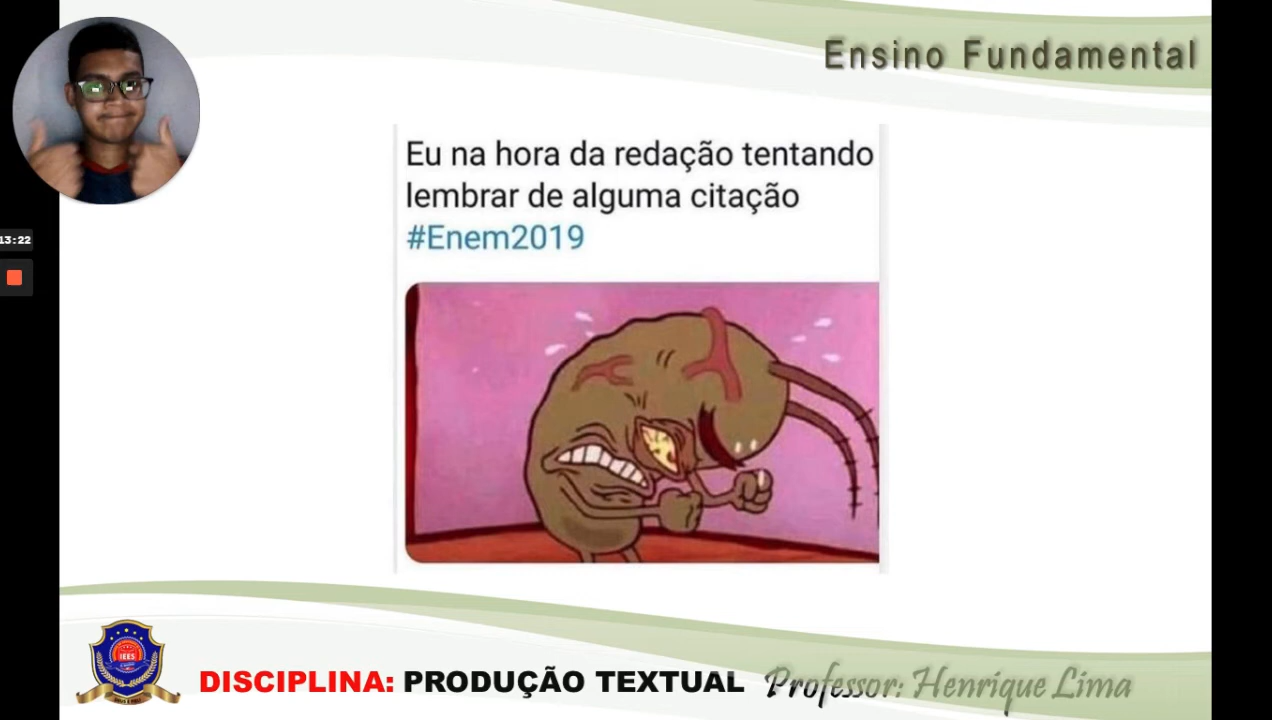 Ensino Fundamental
Eu na hora da redação tentando
lembrar de alguma citação
#Enem2019
13:22
IEES
DISCIPLINA: PRODUÇÃO TEXTUAL Professor: Henrique Lima